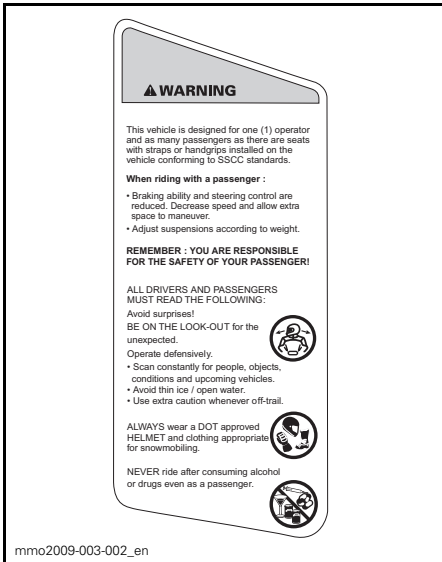 WARNING
This vehicle is designed for one (1) operator
and as many passengers as there are seats
with straps or handgrips installed on the
vehicle conforming to SSCC standards.
When riding with a passenger :
• Braking ability and steering control are
reduced. Decrease speed and allow extra
space to maneuver.
• Adjust suspensions according to weight.
REMEMBER : YOU ARE RESPONSIBLE
FOR THE SAFETY OF YOUR PASSENGER!
ALL DRIVERS AND PASSENGERS
MUST READ THE FOLLOWING:
Avoid surprises!
BE ON THE LOOK-OUT for the
unexpected.
Operate defensively.
• Scan constantly for people, objects,
conditions and upcoming vehicles.
• Avoid thin ice / open water.
• Use extra caution whenever off-trail.
ALWAYS wear a DOT approved
HELMET and clothing appropriate
for snowmobiling.
NEVER ride after consuming alcohol
or drugs even as a passenger.
mmo2009-003-002_en